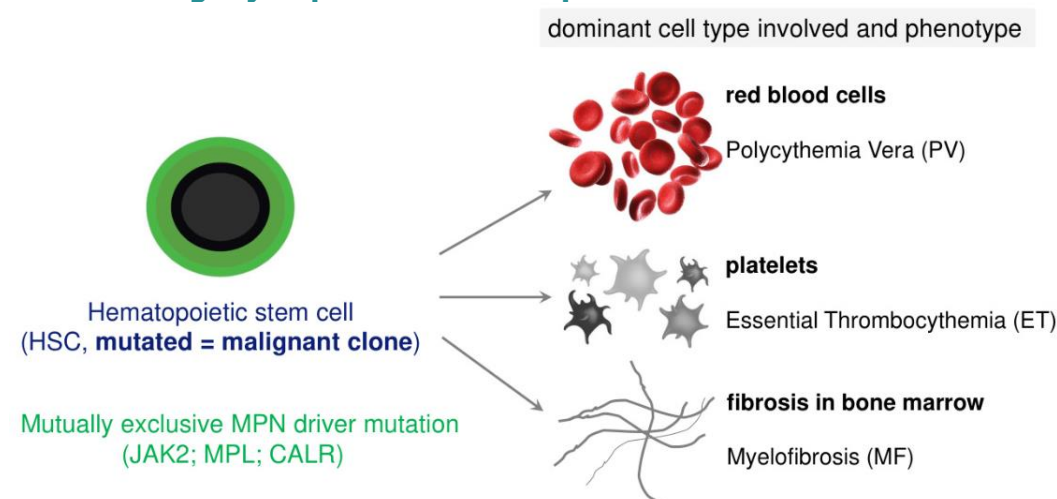 dominant cell type involved and phenotype
red blood cells
Polycythemia Vera (PV)
platelets
Essential Thrombocythemia (ET)
Hematopoietic stem cell
(HSC, mutated = malignant clone)
fibrosis in bone marrow
Mutually exclusive MPN driver mutation
(JAK2; MPL; CALR)
Myelofibrosis (MF)